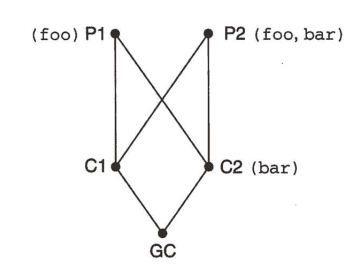 (foo) P1 P2 (foo, bar)
C1 C2 (bar)
GC